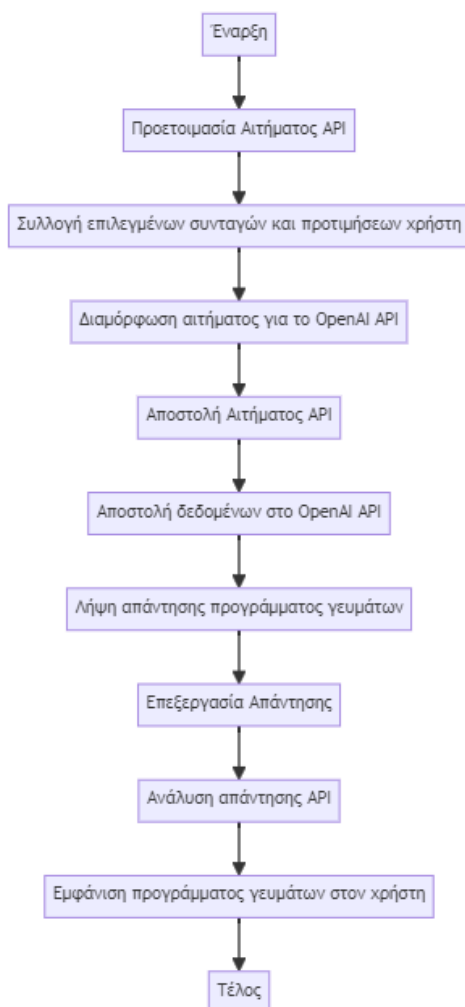 Έναρξη
Προετοιμασία Αιτήματος API
Συλλογή επιλεγμένων συνταγών και προτιμήσεων χρήστη
Διαμόρφωση αιτήματος για το OpenAI API
Αποστολή Αιτήματος API
Αποστολή δεδομένων στο OpenAI API
Λήψη απάντησης προγράμματος γευμάτων
Επεξεργασία Απάντησης
Ανάλυση απάντησης API
Εμφάνιση προγράμματος γευμάτων στον χρήστη
Τέλος